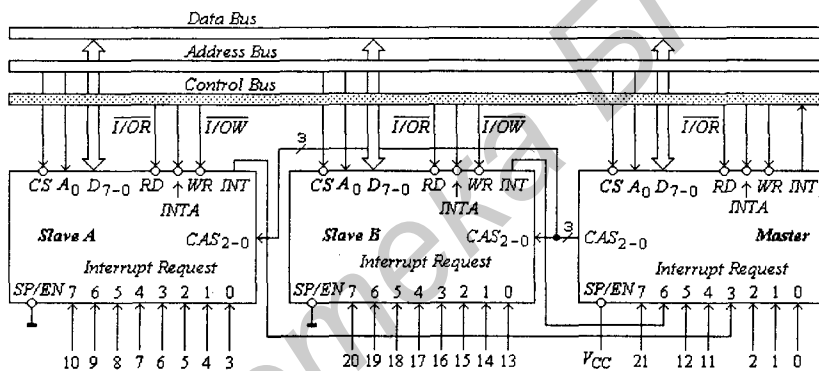 Data Bus
Address Bus
Control Bus
I/OR I/OW I/OR I/OW I/OR
3
CS A0 D7-0 RD WR INT CS A0 D7-0 RD WR INT CS A0 D7-0 RD WR INT
INTA INTA INTA
Slave A CAS2-0 Slave B CAS2-0 3 CAS2-0 Master
Interrupt Request Interrupt Request Interrupt Request
SP/EN 7 6 5 4 3 2 1 0 SP/EN 7 6 5 4 3 2 1 0 SP/EN 7 6 5 4 3 2 1 0
10 9 8 7 6 5 4 3 20 19 18 17 16 15 14 13 VCC 21 12 11 2 1 0